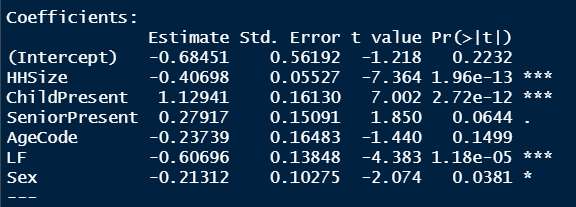 Coefficients:
Estimate Std. Error t value Pr(>|t|)
(Intercept) -0.68451 0.56192 -1.218 0.2232
HHSize -0.40698 0.05527 -7.364 1.96e-13 ***
ChildPresent 1.12941 0.16130 7.002 2.72e-12 ***
SeniorPresent 0.27917 0.15091 1.850 0.0644 .
AgeCode -0.23739 0.16483 -1.440 0.1499
LF -0.60696 0.13848 -4.383 1.18e-05 ***
Sex -0.21312 0.10275 -2.074 0.0381 *
---